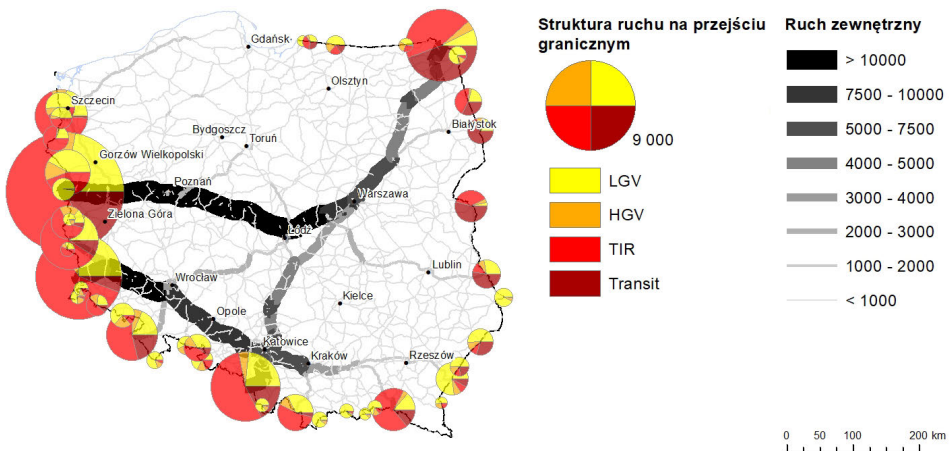 Gdańsk
Olsztyn
Szczecin
Białystok
Bydgoszcz
Toruń
Gorzów Wielkopolski
Poznań
Warszawa
Zielona Góra
Łódź
Lublin
Wrocław
Kielce
Opole
Katowice
Kraków
Rzeszów
Struktura ruchu na przejściu
granicznym
9 000
LGV
HGV
TIR
Transit
Ruch zewnętrzny
> 10000
7500 - 10000
5000 - 7500
4000 - 5000
3000 - 4000
2000 - 3000
1000 - 2000
< 1000
0 50 100 200 km